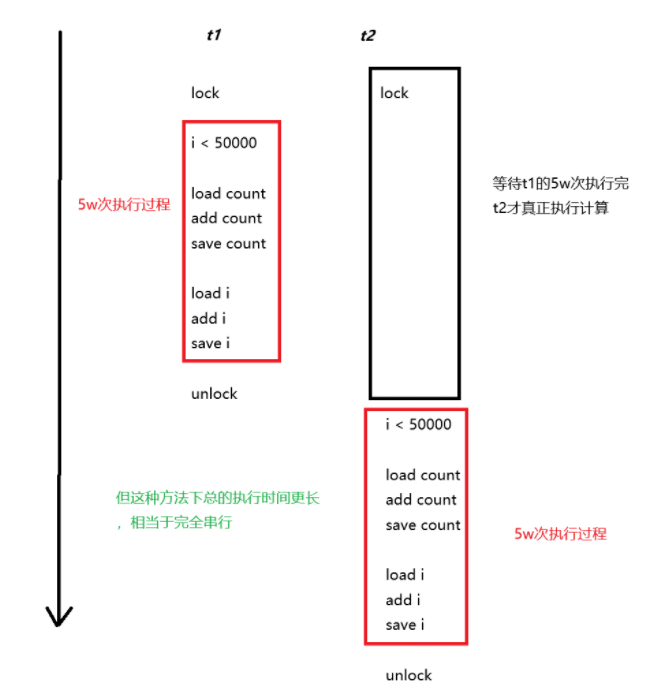 t1
t2
lock
lock
i < 50000
5w次执行过程
load count
add count
save count
load i
add i
save i
unlock
等待t1的5w次执行完
t2才真正执行计算
i < 50000
load count
add count
save count
load i
add i
save i
unlock
但这种方法下总的执行时间更长
，相当于完全串行
5w次执行过程